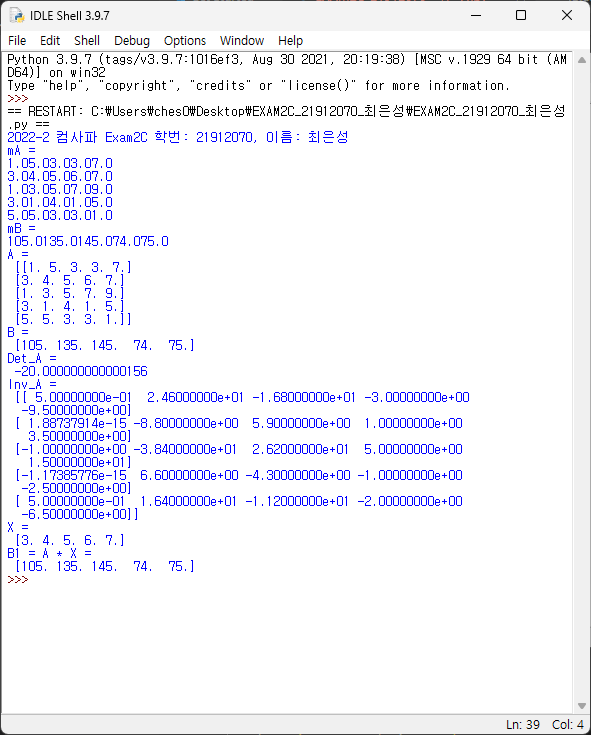 IDLE Shell 3.9.7
File Edit Shell Debug Options Window Help
Python 3.9.7 (tags/v3.9.7:1016ef3, Aug 30 2021, 20:19:38) [MSC v.1929 64 bit (AM
D64)] on win32
Type "help", "copyright", "credits" or "license()" for more information.
>>>
== RESTART: C:₩Users₩ches0₩Desktop₩EXAM2C_21912070_최은성₩EXAM2C_21912070_최은성
.py ==
2022-2 컴사파 Exam2C 학번: 21912070, 이름: 최은성
mA =
1.05.03.03.07.0
3.04.05.06.07.0
1.03.05.07.09.0
3.01.04.01.05.0
5.05.03.03.01.0
mB =
105.0135.0145.074.075.0
A =
[[1. 5. 3. 3. 7.]
[3. 4. 5. 6. 7.]
[1. 3. 5. 7. 9.]
[3. 1. 4. 1. 5.]
[5. 5. 3. 3. 1.]]
B =
[105. 135. 145.  74.  75.]
Det_A =
-20.000000000000156
Inv_A =
[[ 5.00000000e-01  2.46000000e+01 -1.68000000e+01 -3.00000000e+00
-9.50000000e+00]
[ 1.88737914e-15 -8.80000000e+00  5.90000000e+00  1.00000000e+00
3.50000000e+00]
[-1.00000000e+00 -3.84000000e+01  2.62000000e+01  5.00000000e+00
1.50000000e+01]
[-1.17385776e-15  6.60000000e+00 -4.30000000e+00 -1.00000000e+00
-2.50000000e+00]
[ 5.00000000e-01  1.64000000e+01 -1.12000000e+01 -2.00000000e+00
-6.50000000e+00]]
X =
[3. 4. 5. 6. 7.]
B1 = A * X =
[105. 135. 145.  74.  75.]
>>>
Ln: 39 Col: 4